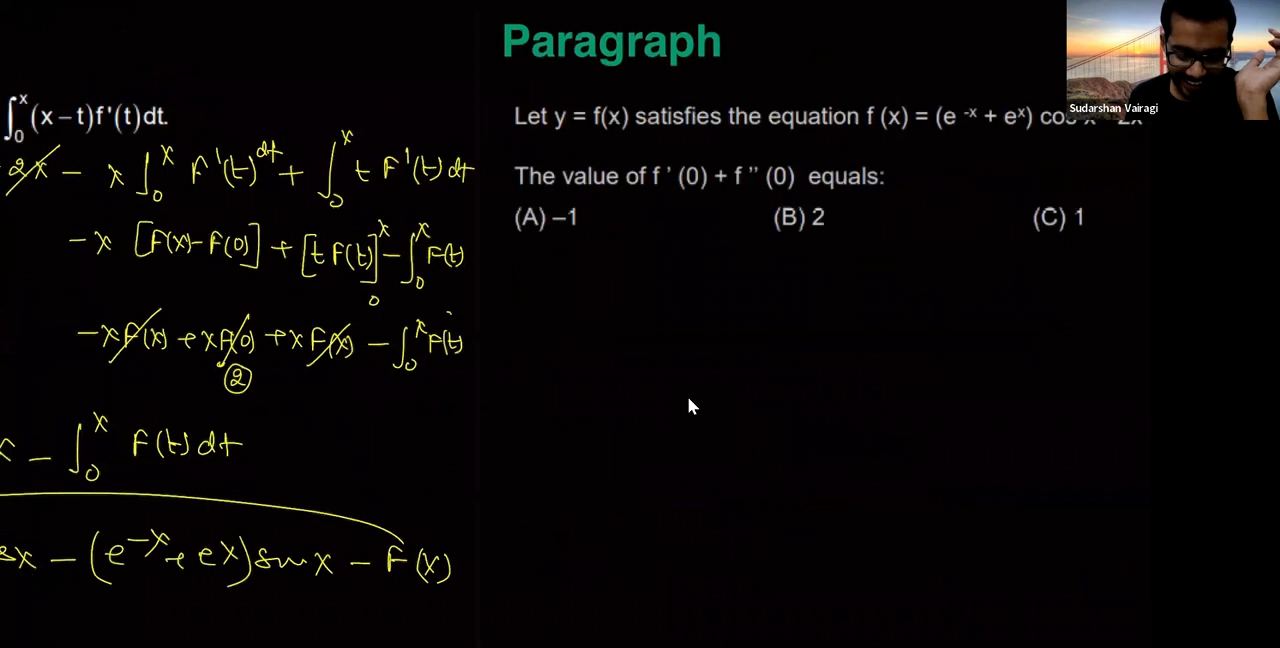 Paragraph
Sudarshan Vairagi
∫₀ˣ (x – t) f '(t) dt.
2x – x ∫₀ˣ F'(t) dt + ∫₀ˣ t F'(t) dt
– x [F(x) – F(0)] + [t F(t)]₀ˣ – ∫₀ˣ F(t)
– x F(x) + x F(0) + x F(x) – ∫₀ˣ F(t)
②
– ∫₀ˣ F(t) dt
x – (e⁻ˣ + eˣ) sin x – F(x)
Let y = f(x) satisfies the equation f (x) = (e ⁻ˣ + eˣ)
The value of f ' (0) + f " (0) equals:
(A) –1 (B) 2 (C) 1